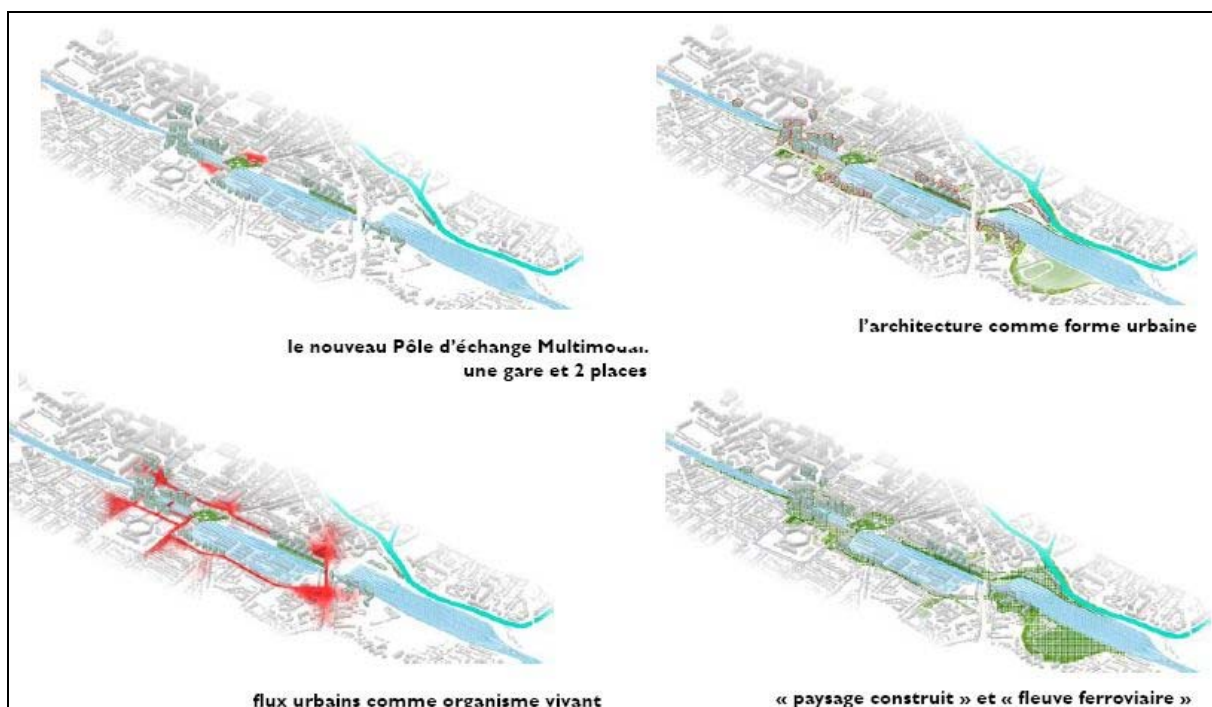 le nouveau Pôle d'échange
une gare et 2 places
l'architecture comme forme urbaine
flux urbains comme organisme vivant
« paysage construit » et « fleuve ferroviaire »